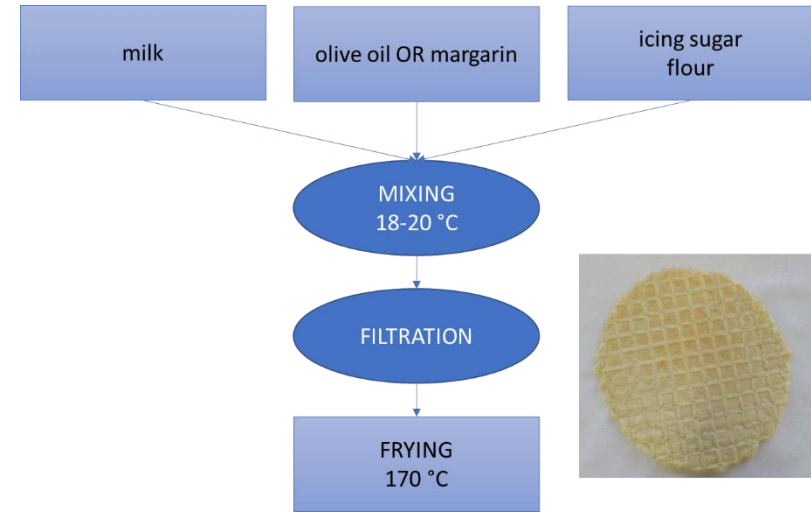 milk
olive oil OR margarin
icing sugar
flour
MIXING
18-20 °C
FILTRATION
FRYING
170 °C